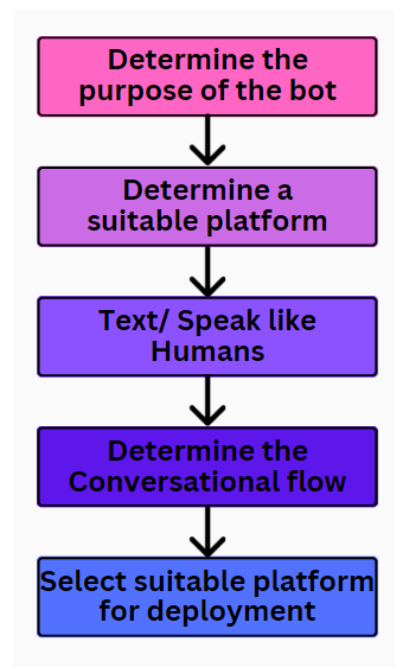 Determine the
purpose of the bot
Determine a
suitable platform
Text/ Speak like
Humans
Determine the
Conversational flow
Select suitable platform
for deployment